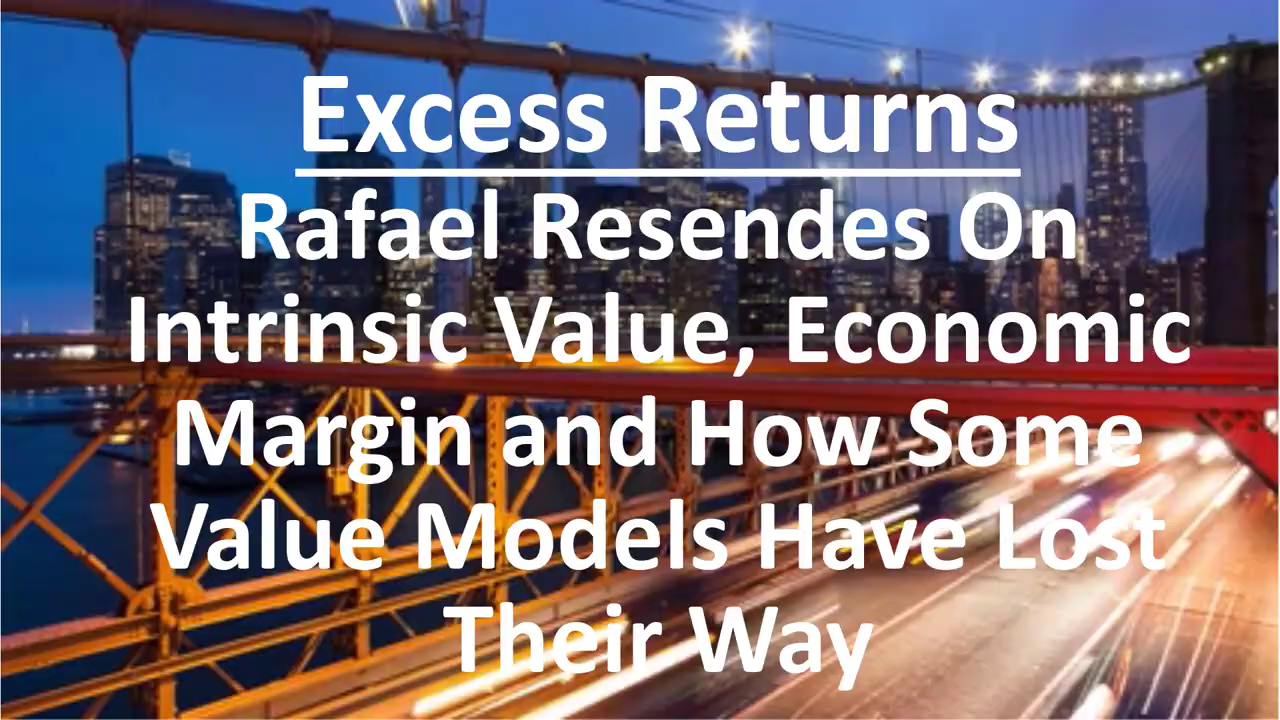 Excess Returns
Rafael Resendes On
Intrinsic Value, Economic
Margin and How Some
Value Models Have Lost
Their Way